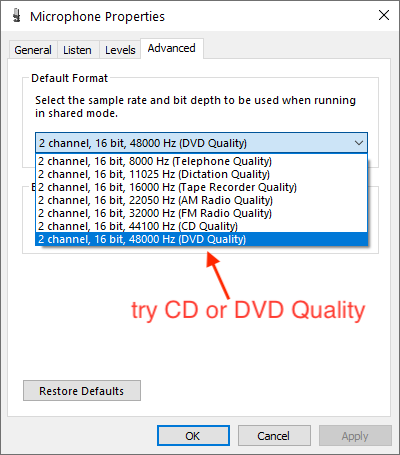 Microphone Properties
General Listen Levels Advanced
Default Format
Select the sample rate and bit depth to be used when running
in shared mode.
2 channel, 16 bit, 48000 Hz (DVD Quality)
2 channel, 16 bit, 8000 Hz (Telephone Quality)
2 channel, 16 bit, 11025 Hz (Dictation Quality)
2 channel, 16 bit, 16000 Hz (Tape Recorder Quality)
2 channel, 16 bit, 22050 Hz (AM Radio Quality)
2 channel, 16 bit, 32000 Hz (FM Radio Quality)
2 channel, 16 bit, 44100 Hz (CD Quality)
2 channel, 16 bit, 48000 Hz (DVD Quality)
try CD or DVD Quality
Restore Defaults
OK Cancel Apply